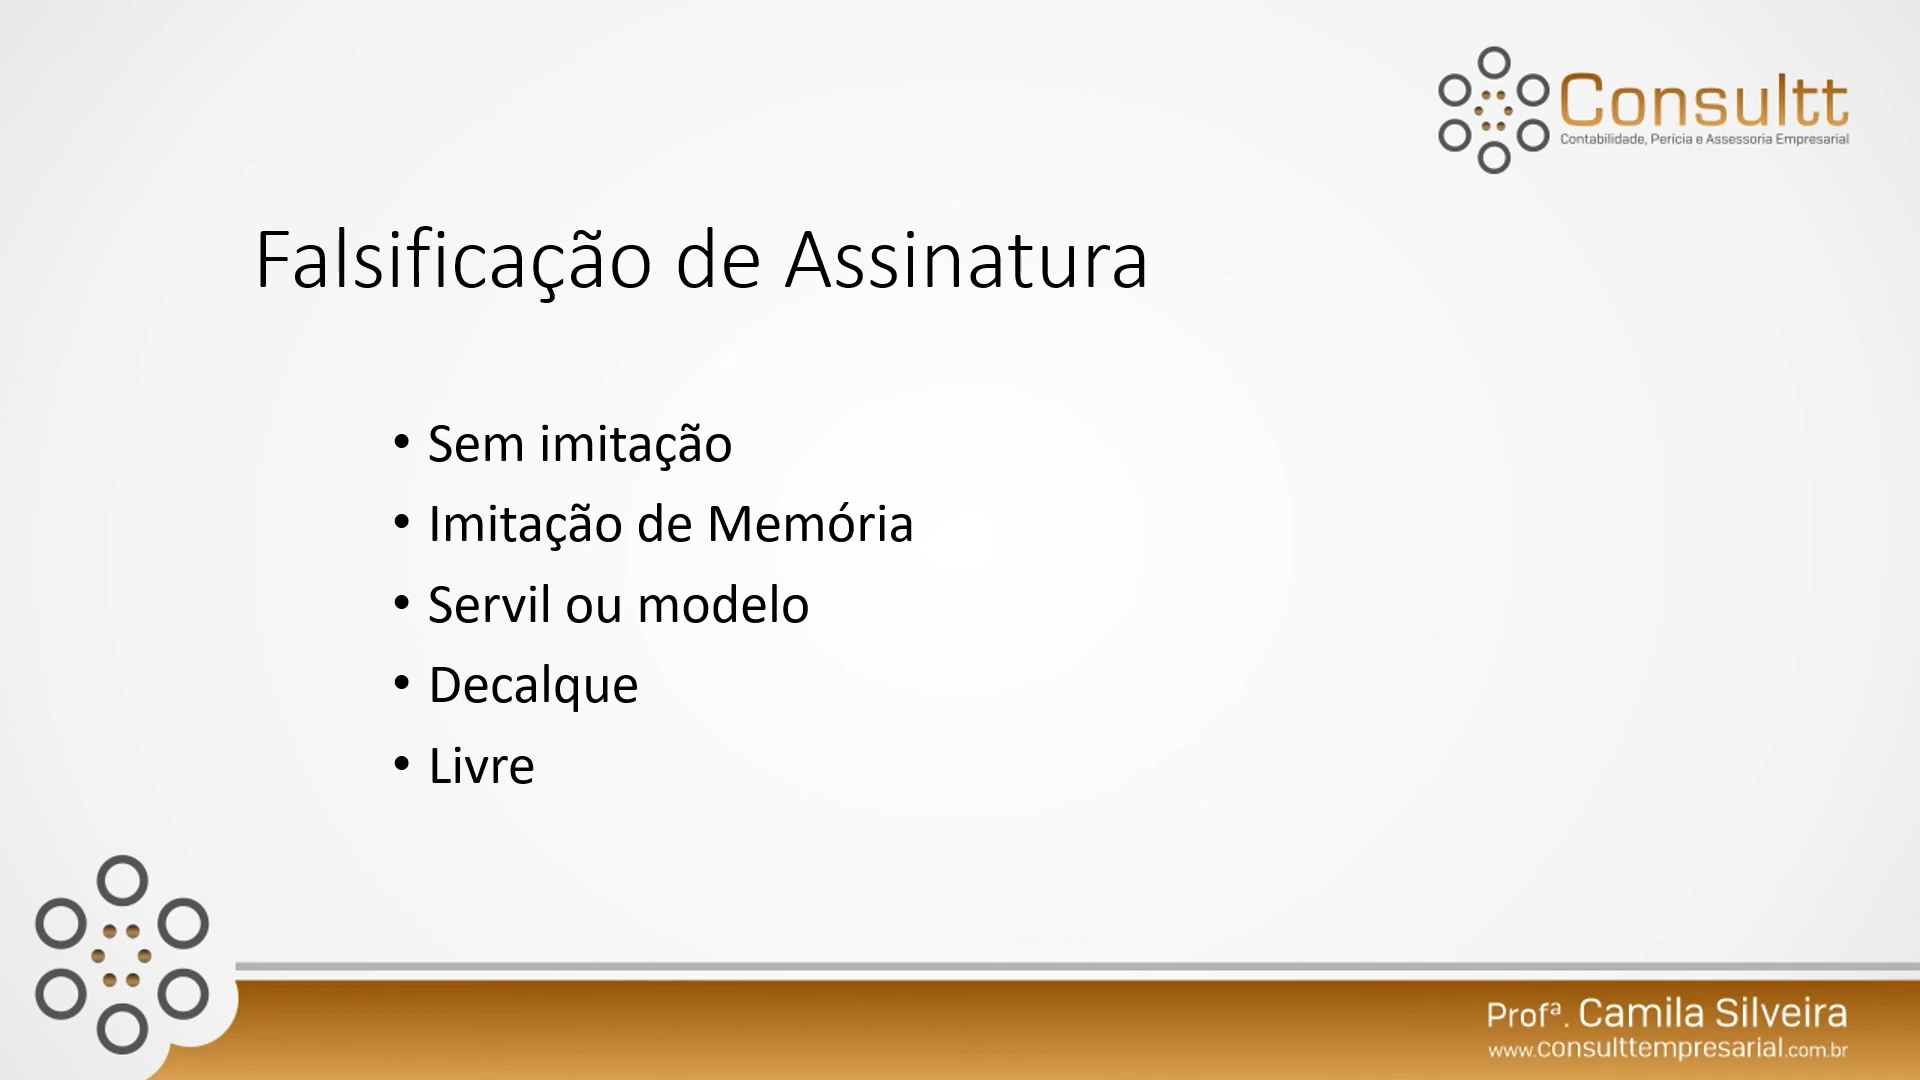 Consultt
Contabilidade, Perícia e Assessoria Empresarial
Falsificação de Assinatura
• Sem imitação
• Imitação de Memória
• Servil ou modelo
• Decalque
• Livre
Profª. Camila Silveira
www.consulttempresarial.com.br